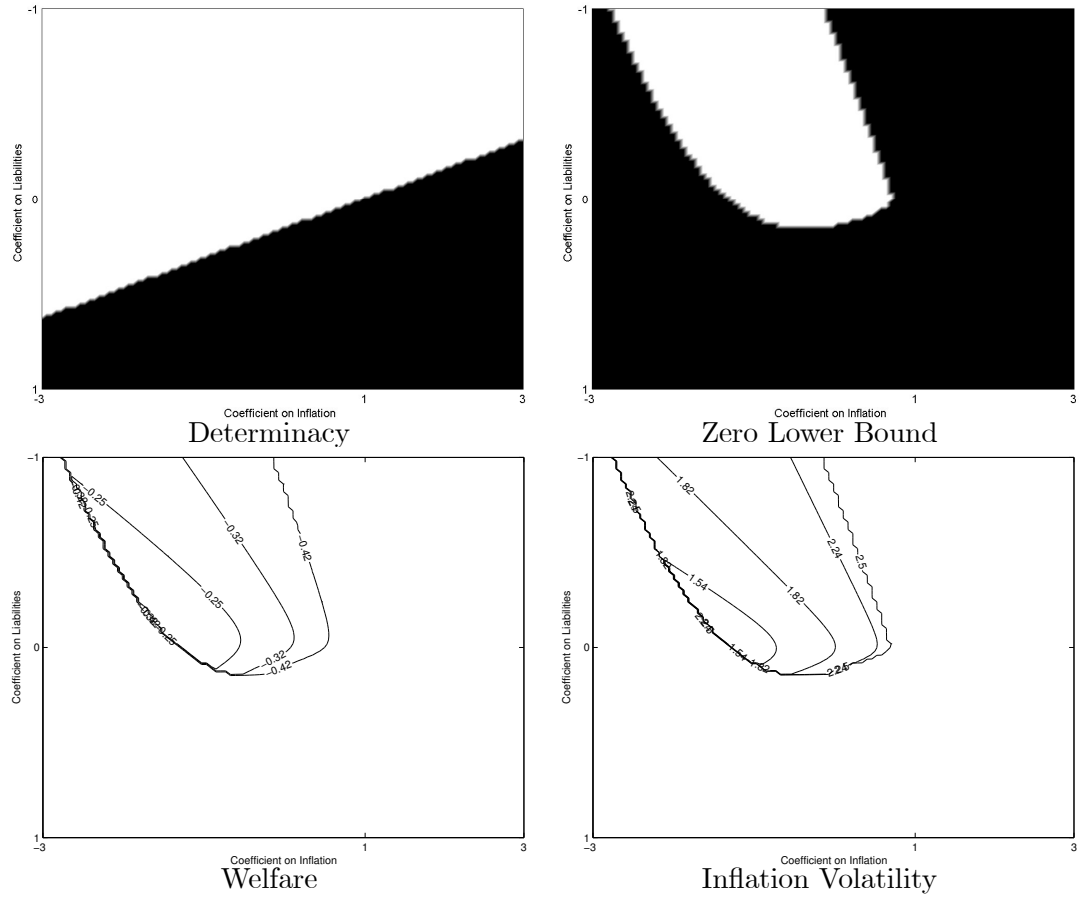 -1
Coefficient on Liabilities
0
1
-3
1
3
Coefficient on Inflation
Determinacy
-1
Coefficient on Liabilities
0
1
-3
1
3
Coefficient on Inflation
Zero Lower Bound
−1
Coefficient on Liabilities
0
1
−3
1
3
−0.25
−0.32
−0.42
−0.25
−0.32
−0.42
Coefficient on Inflation
Welfare
−1
Coefficient on Liabilities
0
1
−3
1
3
1.82
2.24
2.5
1.54
1.82
Coefficient on Inflation
Inflation Volatility